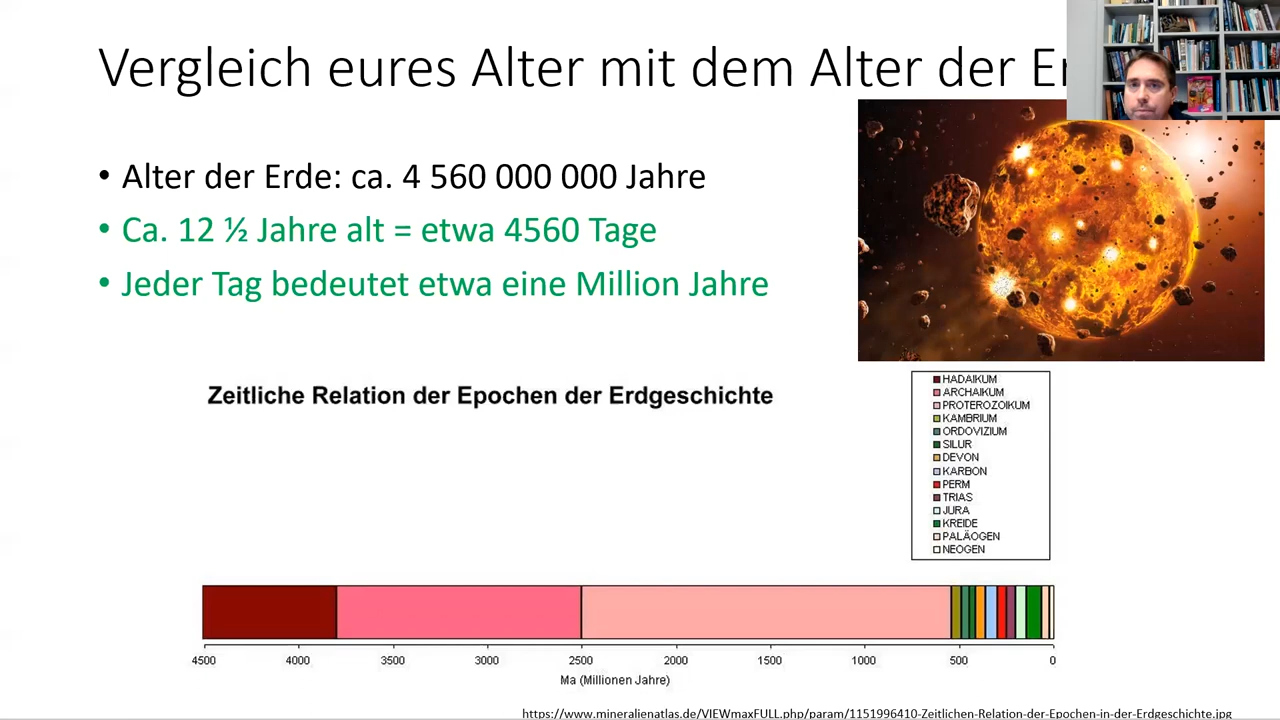 Vergleich eures Alter mit dem Alter der Er
• Alter der Erde: ca. 4 560 000 000 Jahre
• Ca. 12 ½ Jahre alt = etwa 4560 Tage
• Jeder Tag bedeutet etwa eine Million Jahre
Zeitliche Relation der Epochen der Erdgeschichte
HADAIKUM
ARCHAIKUM
PROTEROZOIKUM
KAMBRIUM
ORDOVIZIUM
SILUR
DEVON
KARBON
PERM
TRIAS
JURA
KREIDE
PALÄOGEN
NEOGEN
4500 4000 3500 3000 2500 2000 1500 1000 500 0
Ma (Millionen Jahre)
https://www.mineralienatlas.de/VIEWmaxFULL.php/param/1151996410-Zeitlichen-Relation-der-Epochen-in-der-Erdgeschichte.jpg